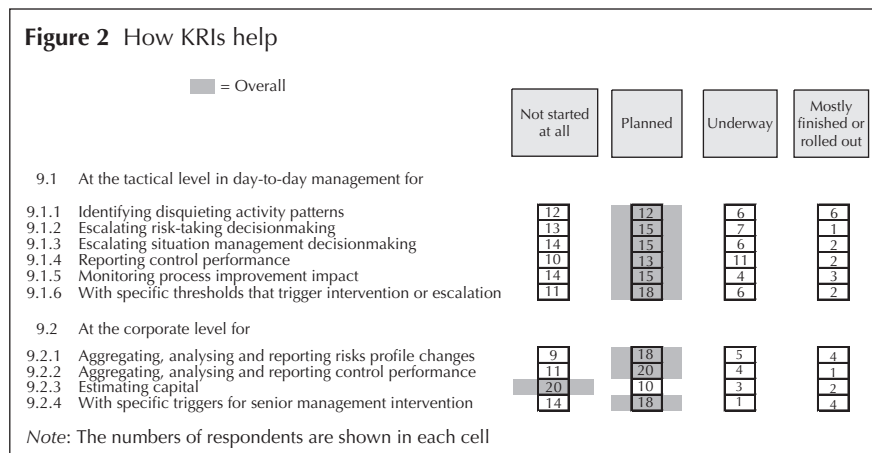 Figure 2 How KRIs help
= Overall
Not started at all
Planned
Underway
Mostly finished or rolled out
9.1 At the tactical level in day-to-day management for
9.1.1 Identifying disquieting activity patterns 12 12 6 6
9.1.2 Escalating risk-taking decisionmaking 13 15 7 1
9.1.3 Escalating situation management decisionmaking 14 15 6 2
9.1.4 Reporting control performance 10 13 11 2
9.1.5 Monitoring process improvement impact 14 15 4 3
9.1.6 With specific thresholds that trigger intervention or escalation 11 18 6 2
9.2 At the corporate level for
9.2.1 Aggregating, analysing and reporting risks profile changes 9 18 5 4
9.2.2 Aggregating, analysing and reporting control performance 11 20 4 1
9.2.3 Estimating capital 20 10 3 2
9.2.4 With specific triggers for senior management intervention 14 18 1 4
Note: The numbers of respondents are shown in each cell